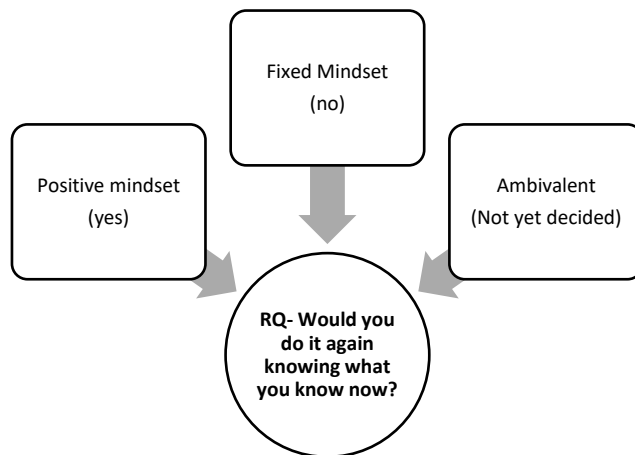 Fixed Mindset
(no)
Positive mindset
(yes)
Ambivalent
(Not yet decided)
RQ- Would you
do it again
knowing what
you know now?